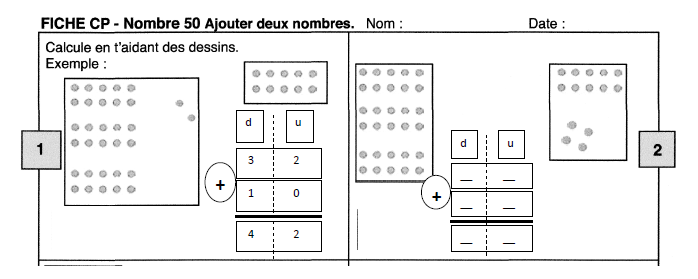 FICHE CP - Nombre 50 Ajouter deux nombres. Nom : Date :
Calcule en t'aidant des dessins.
Exemple :
1
d u
3 2
+
1 0
4 2
2
d u
__ __
+
__ __
__ __